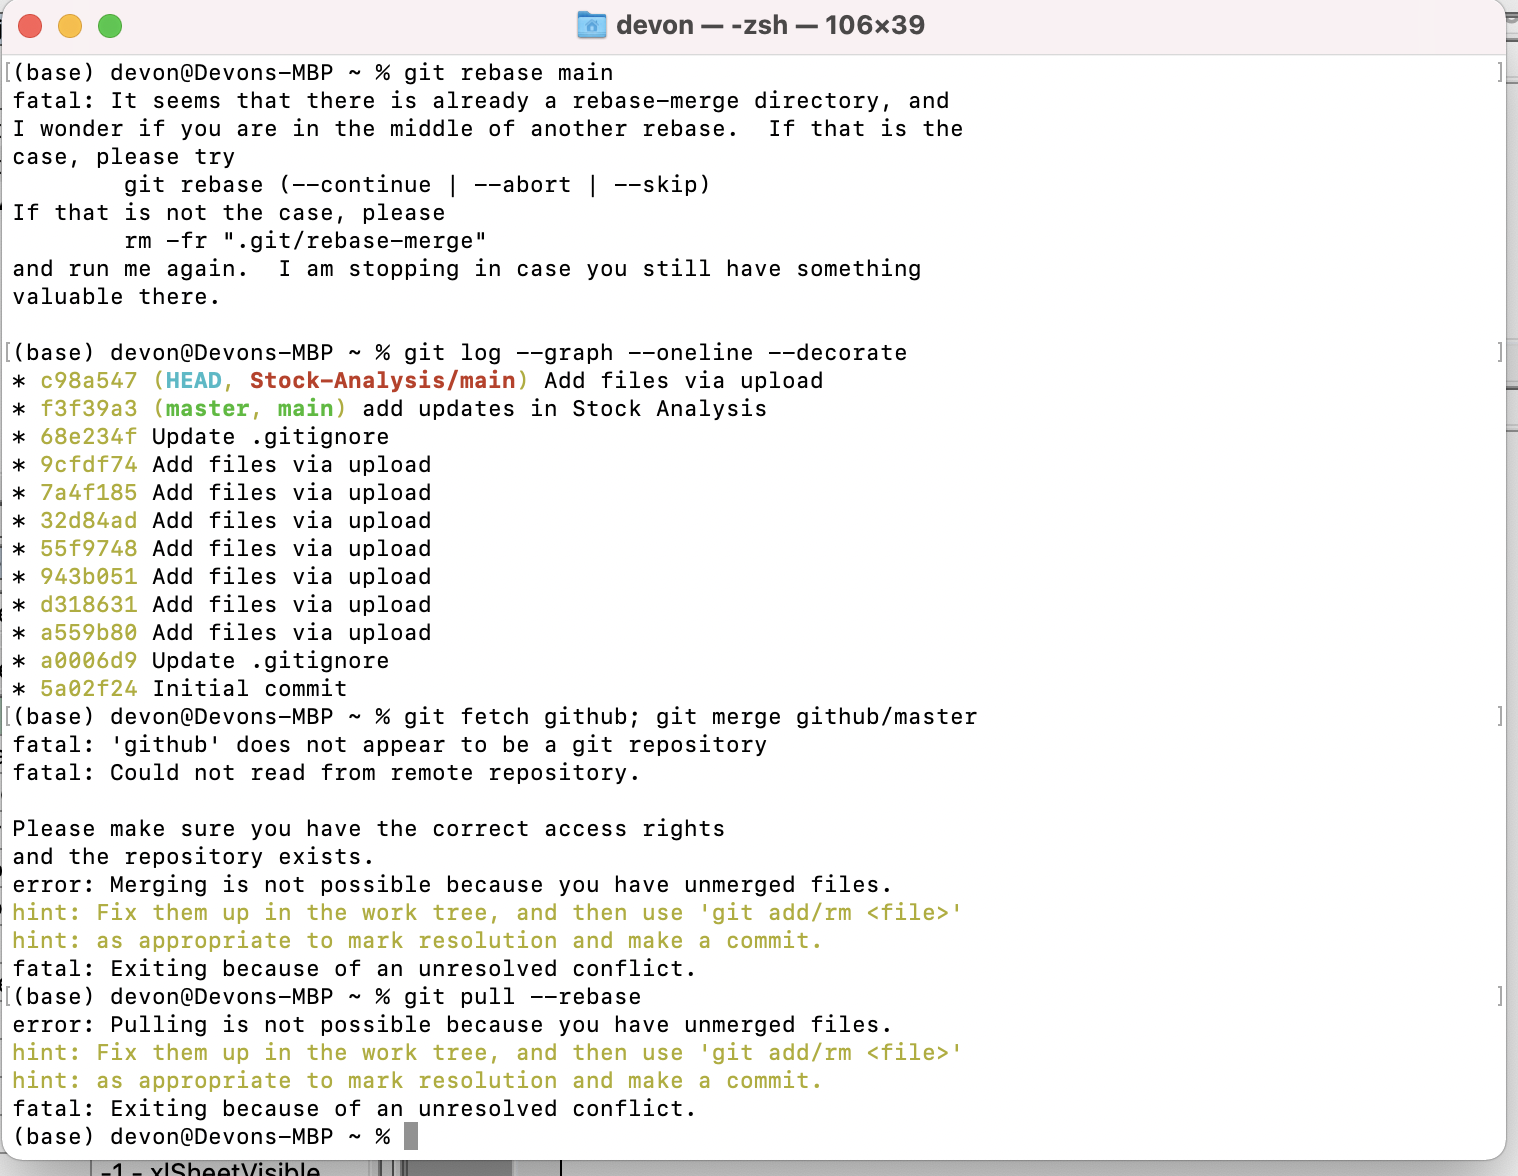 devon — -zsh — 106×39
(base) devon@Devons-MBP ~ % git rebase main
fatal: It seems that there is already a rebase-merge directory, and
I wonder if you are in the middle of another rebase.  If that is the
case, please try
        git rebase (--continue | --abort | --skip)
If that is not the case, please
        rm -fr ".git/rebase-merge"
and run me again.  I am stopping in case you still have something
valuable there.
(base) devon@Devons-MBP ~ % git log --graph --oneline --decorate
* c98a547 (HEAD, Stock-Analysis/main) Add files via upload
* f3f39a3 (master, main) add updates in Stock Analysis
* 68e234f Update .gitignore
* 9cfdf74 Add files via upload
* 7a4f185 Add files via upload
* 32d84ad Add files via upload
* 55f9748 Add files via upload
* 943b051 Add files via upload
* d318631 Add files via upload
* a559b80 Add files via upload
* a0006d9 Update .gitignore
* 5a02f24 Initial commit
(base) devon@Devons-MBP ~ % git fetch github; git merge github/master
fatal: 'github' does not appear to be a git repository
fatal: Could not read from remote repository.
Please make sure you have the correct access rights
and the repository exists.
error: Merging is not possible because you have unmerged files.
hint: Fix them up in the work tree, and then use 'git add/rm <file>'
hint: as appropriate to mark resolution and make a commit.
fatal: Exiting because of an unresolved conflict.
(base) devon@Devons-MBP ~ % git pull --rebase
error: Pulling is not possible because you have unmerged files.
hint: Fix them up in the work tree, and then use 'git add/rm <file>'
hint: as appropriate to mark resolution and make a commit.
fatal: Exiting because of an unresolved conflict.
(base) devon@Devons-MBP ~ %
-1 - xlSheetVisible